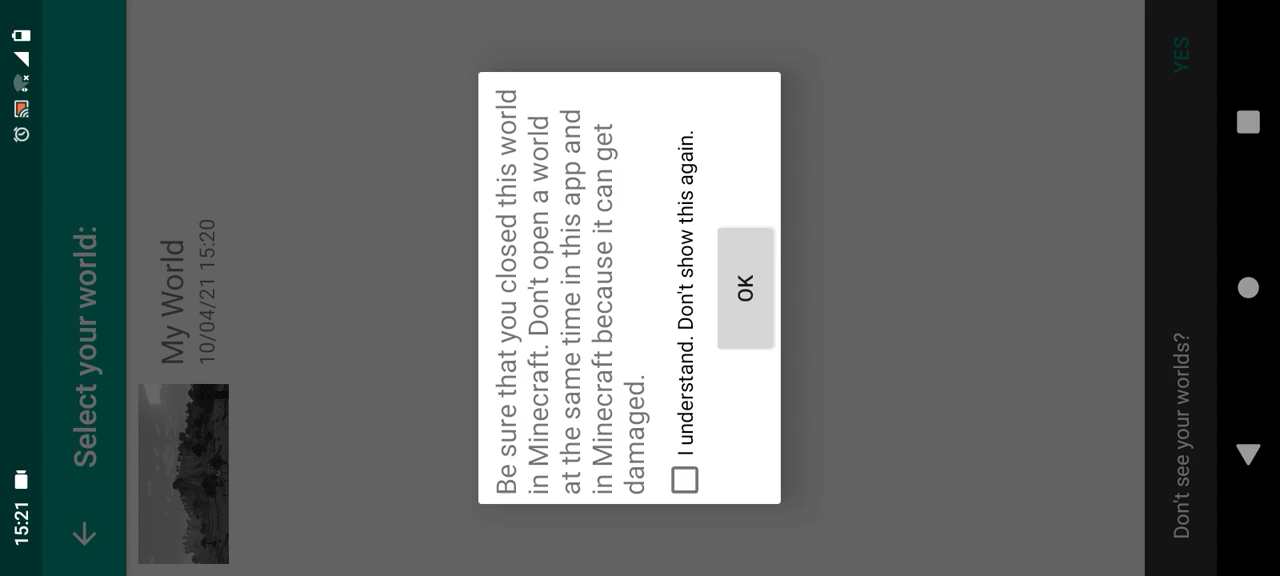 15:21
Select your world:
My World
10/04/21 15:20
Be sure that you closed this world
in Minecraft. Don't open a world
at the same time in this app and
in Minecraft because it can get
damaged.
I understand. Don't show this again.
OK
Don't see your worlds?
YES